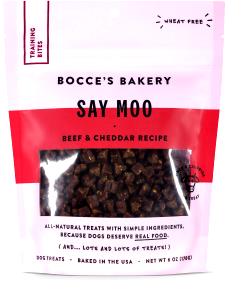 TRAINING
BITES
WHEAT FREE
BOCCE'S BAKERY
SAY MOO
BEEF & CHEDDAR RECIPE
ALL-NATURAL TREATS WITH SIMPLE INGREDIENTS,
BECAUSE DOGS DESERVE REAL FOOD.
(AND... LOTS AND LOTS OF TREATS!)
DOG TREATS • BAKED IN THE USA • NET WT 6 OZ (170G)